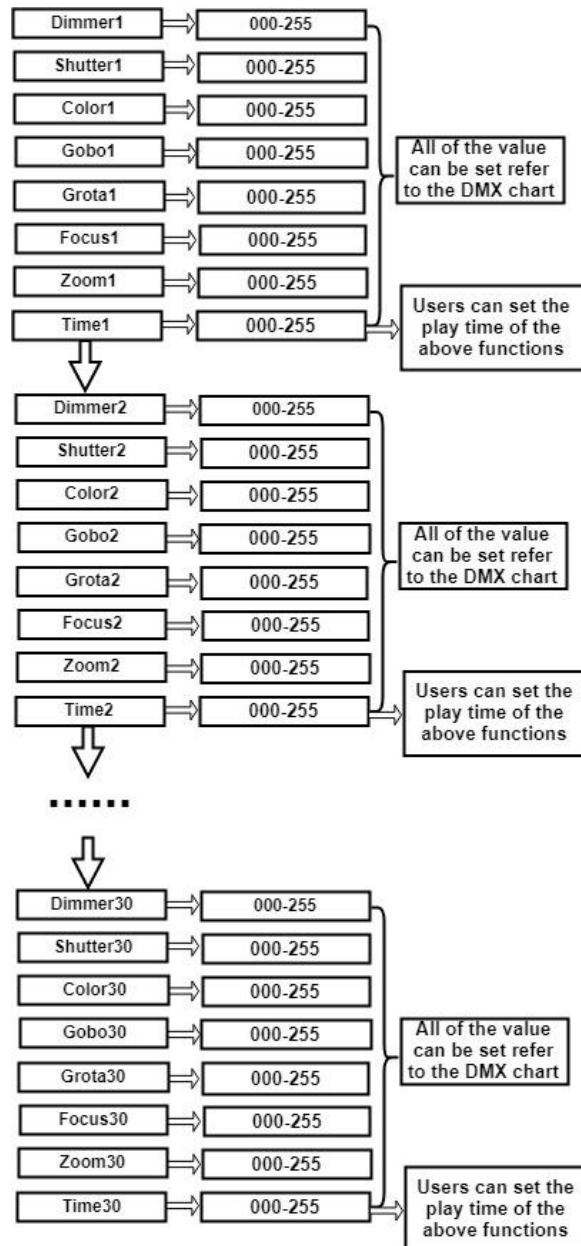 Dimmer1 000-255
Shutter1 000-255
Color1 000-255
Gobo1 000-255
Grota1 000-255
Focus1 000-255
Zoom1 000-255
Time1 000-255
All of the value
can be set refer
to the DMX chart
Users can set the
play time of the
above functions
Dimmer2 000-255
Shutter2 000-255
Color2 000-255
Gobo2 000-255
Grota2 000-255
Focus2 000-255
Zoom2 000-255
Time2 000-255
All of the value
can be set refer
to the DMX chart
Users can set the
play time of the
above functions
......
Dimmer30 000-255
Shutter30 000-255
Color30 000-255
Gobo30 000-255
Grota30 000-255
Focus30 000-255
Zoom30 000-255
Time30 000-255
All of the value
can be set refer
to the DMX chart
Users can set the
play time of the
above functions